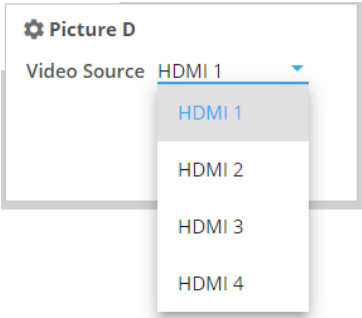 Picture D
Video Source HDMI 1
HDMI 1
HDMI 2
HDMI 3
HDMI 4